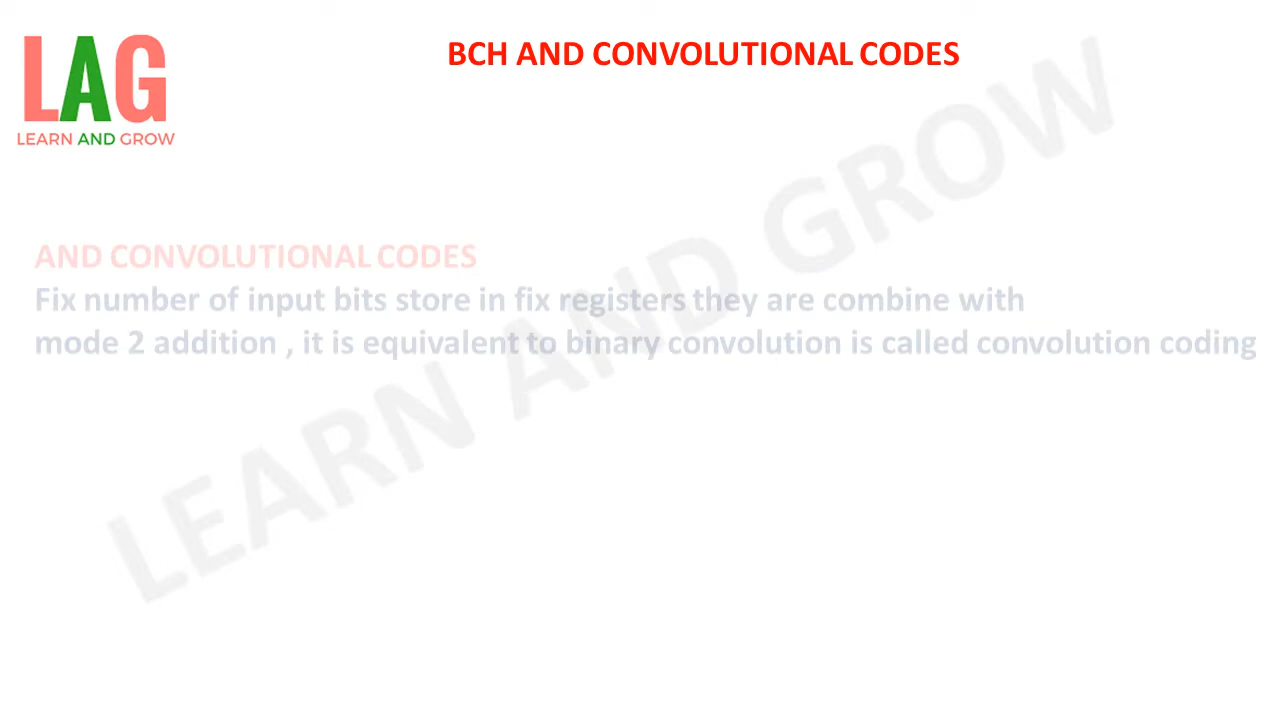 LAG
LEARN AND GROW
BCH AND CONVOLUTIONAL CODES
AND CONVOLUTIONAL CODES
Fix number of input bits store in fix registers they are combine with
mode 2 addition , it is equivalent to binary convolution is called convolution coding
LEARN AND GROW